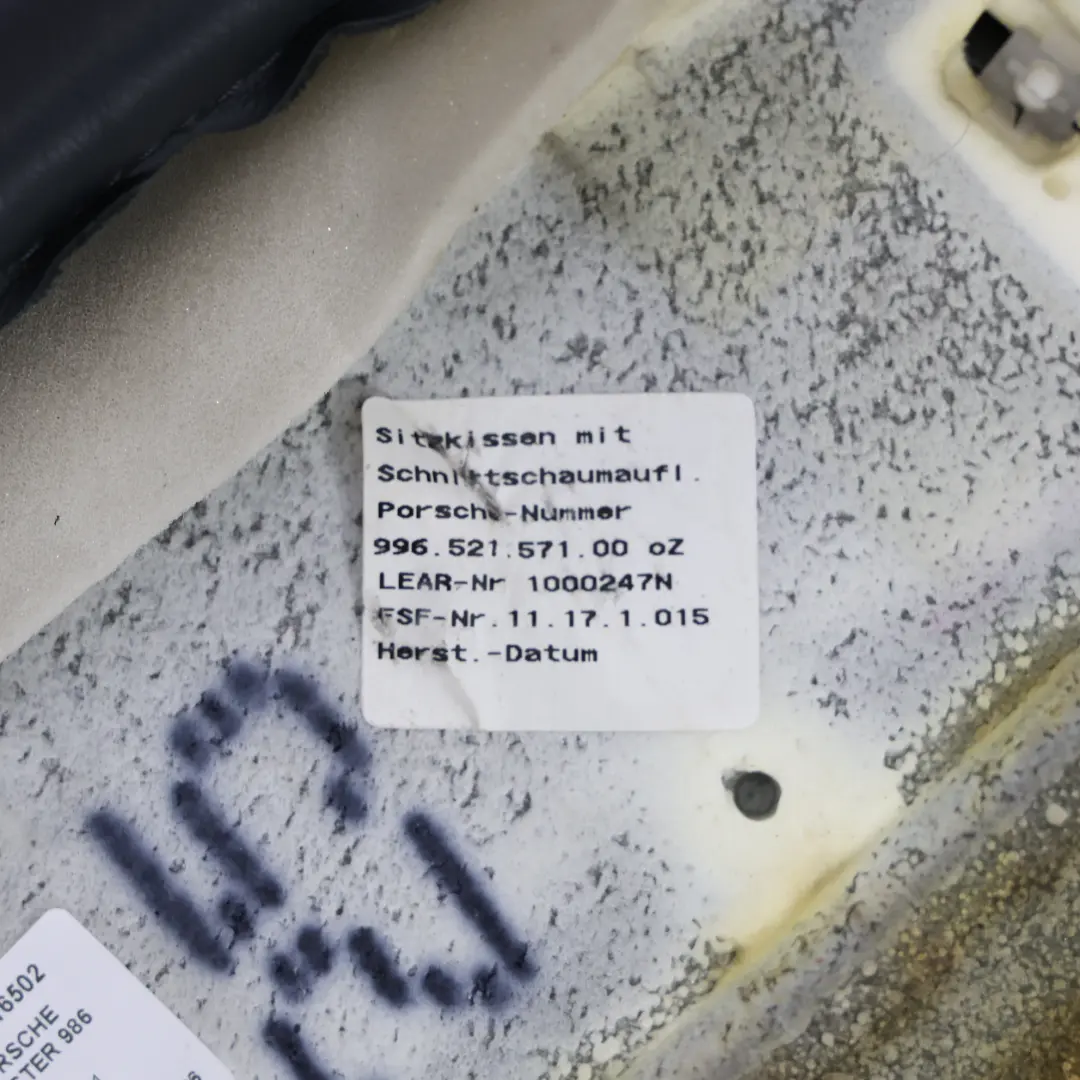 Sitzkissen mit
Schnittschaumaufl.
Porsche-Nummer
996.521.571.00 oZ
LEAR-Nr 1000247N
FSF-Nr.11.17.1.015
Herst.-Datum
6502
RSCHE
STER 986